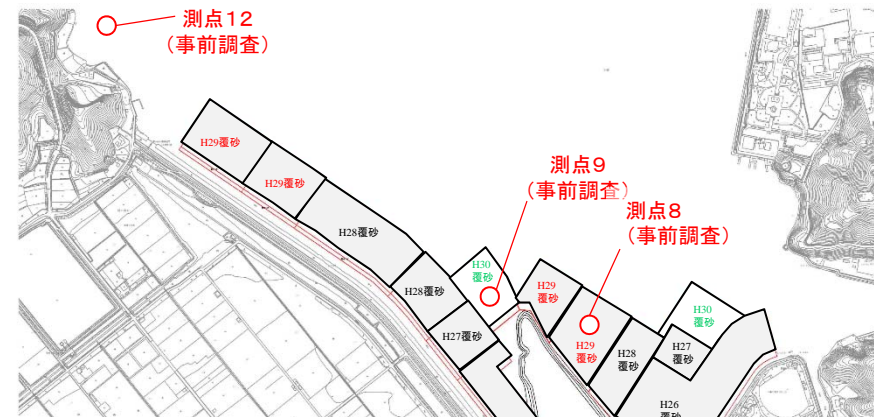 測点12
（事前調査）
H29覆砂
H29覆砂
測点9
（事前調査）
測点8
（事前調査）
H28覆砂
H30
覆砂
H28覆砂
H29
覆砂
H30
覆砂
H27覆砂
H29
覆砂
H28
覆砂
H27
覆砂
H26
覆砂